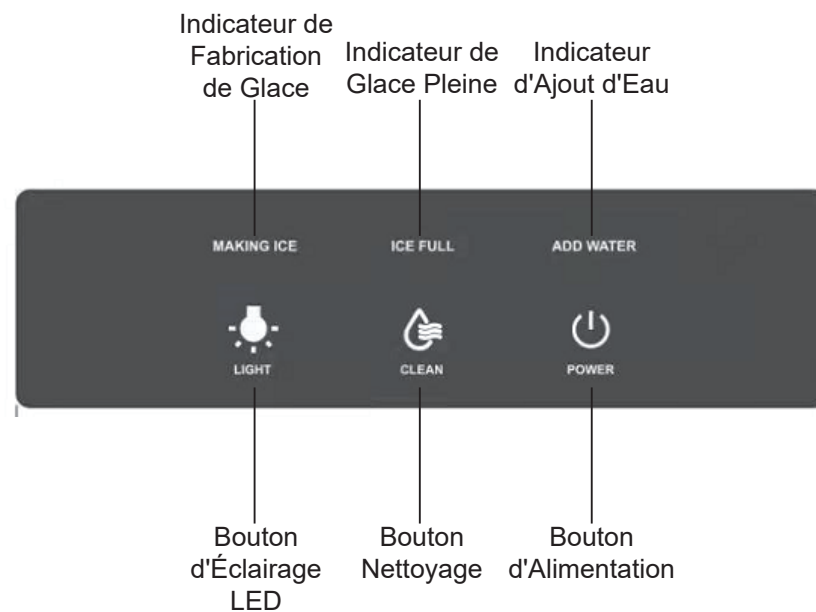 Indicateur de
Fabrication
de Glace
Indicateur de
Glace Pleine
Indicateur
d'Ajout d'Eau
MAKING ICE
ICE FULL
ADD WATER
LIGHT
CLEAN
POWER
Bouton
d'Éclairage
LED
Bouton
Nettoyage
Bouton
d'Alimentation